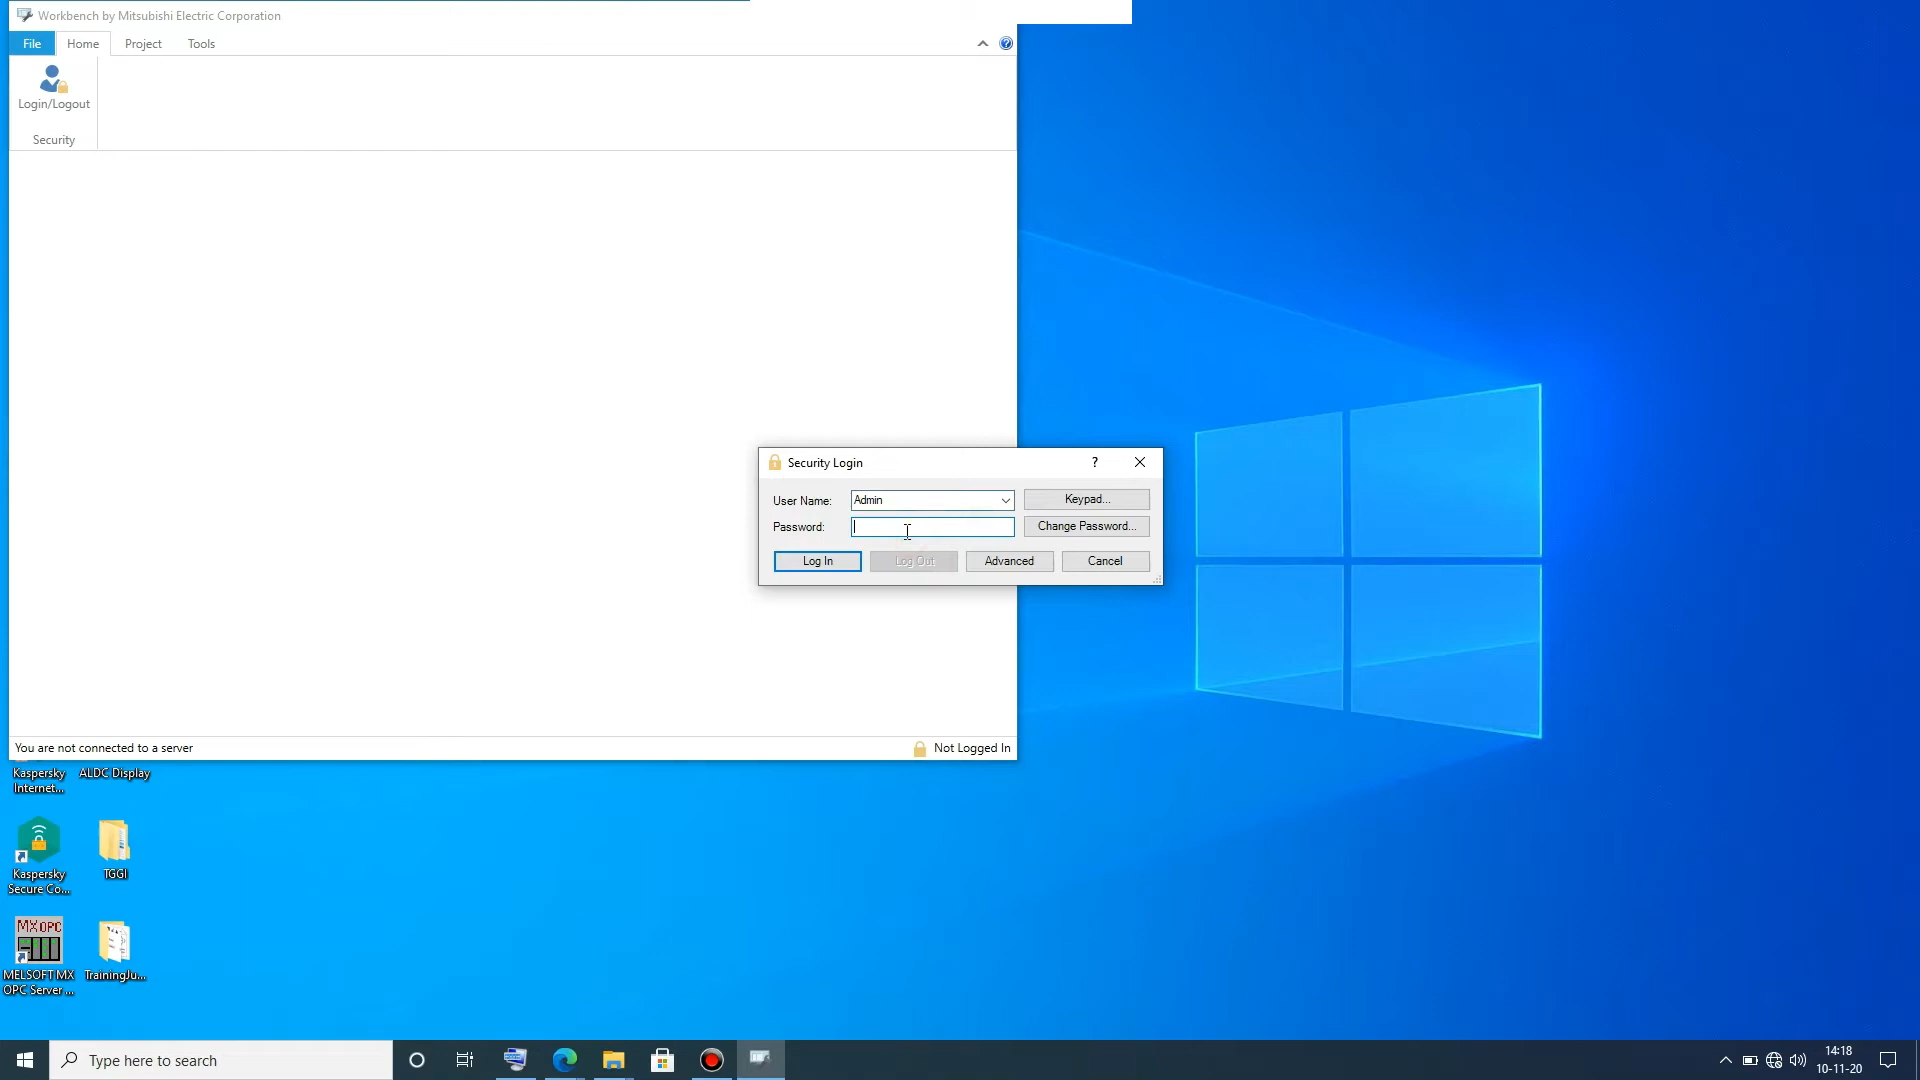 Workbench by Mitsubishi Electric Corporation
File Home Project Tools
Login/Logout
Security
Security Login
User Name: Admin Keypad...
Password: Change Password...
Log In Log Out Advanced Cancel
You are not connected to a server Not Logged In
Kaspersky Internet... ALDC Display
Kaspersky Secure Co... TGGI
MX OPC
MELSOFT MX OPC Server ... TrainingJu...
Type here to search
14:18
10-11-20